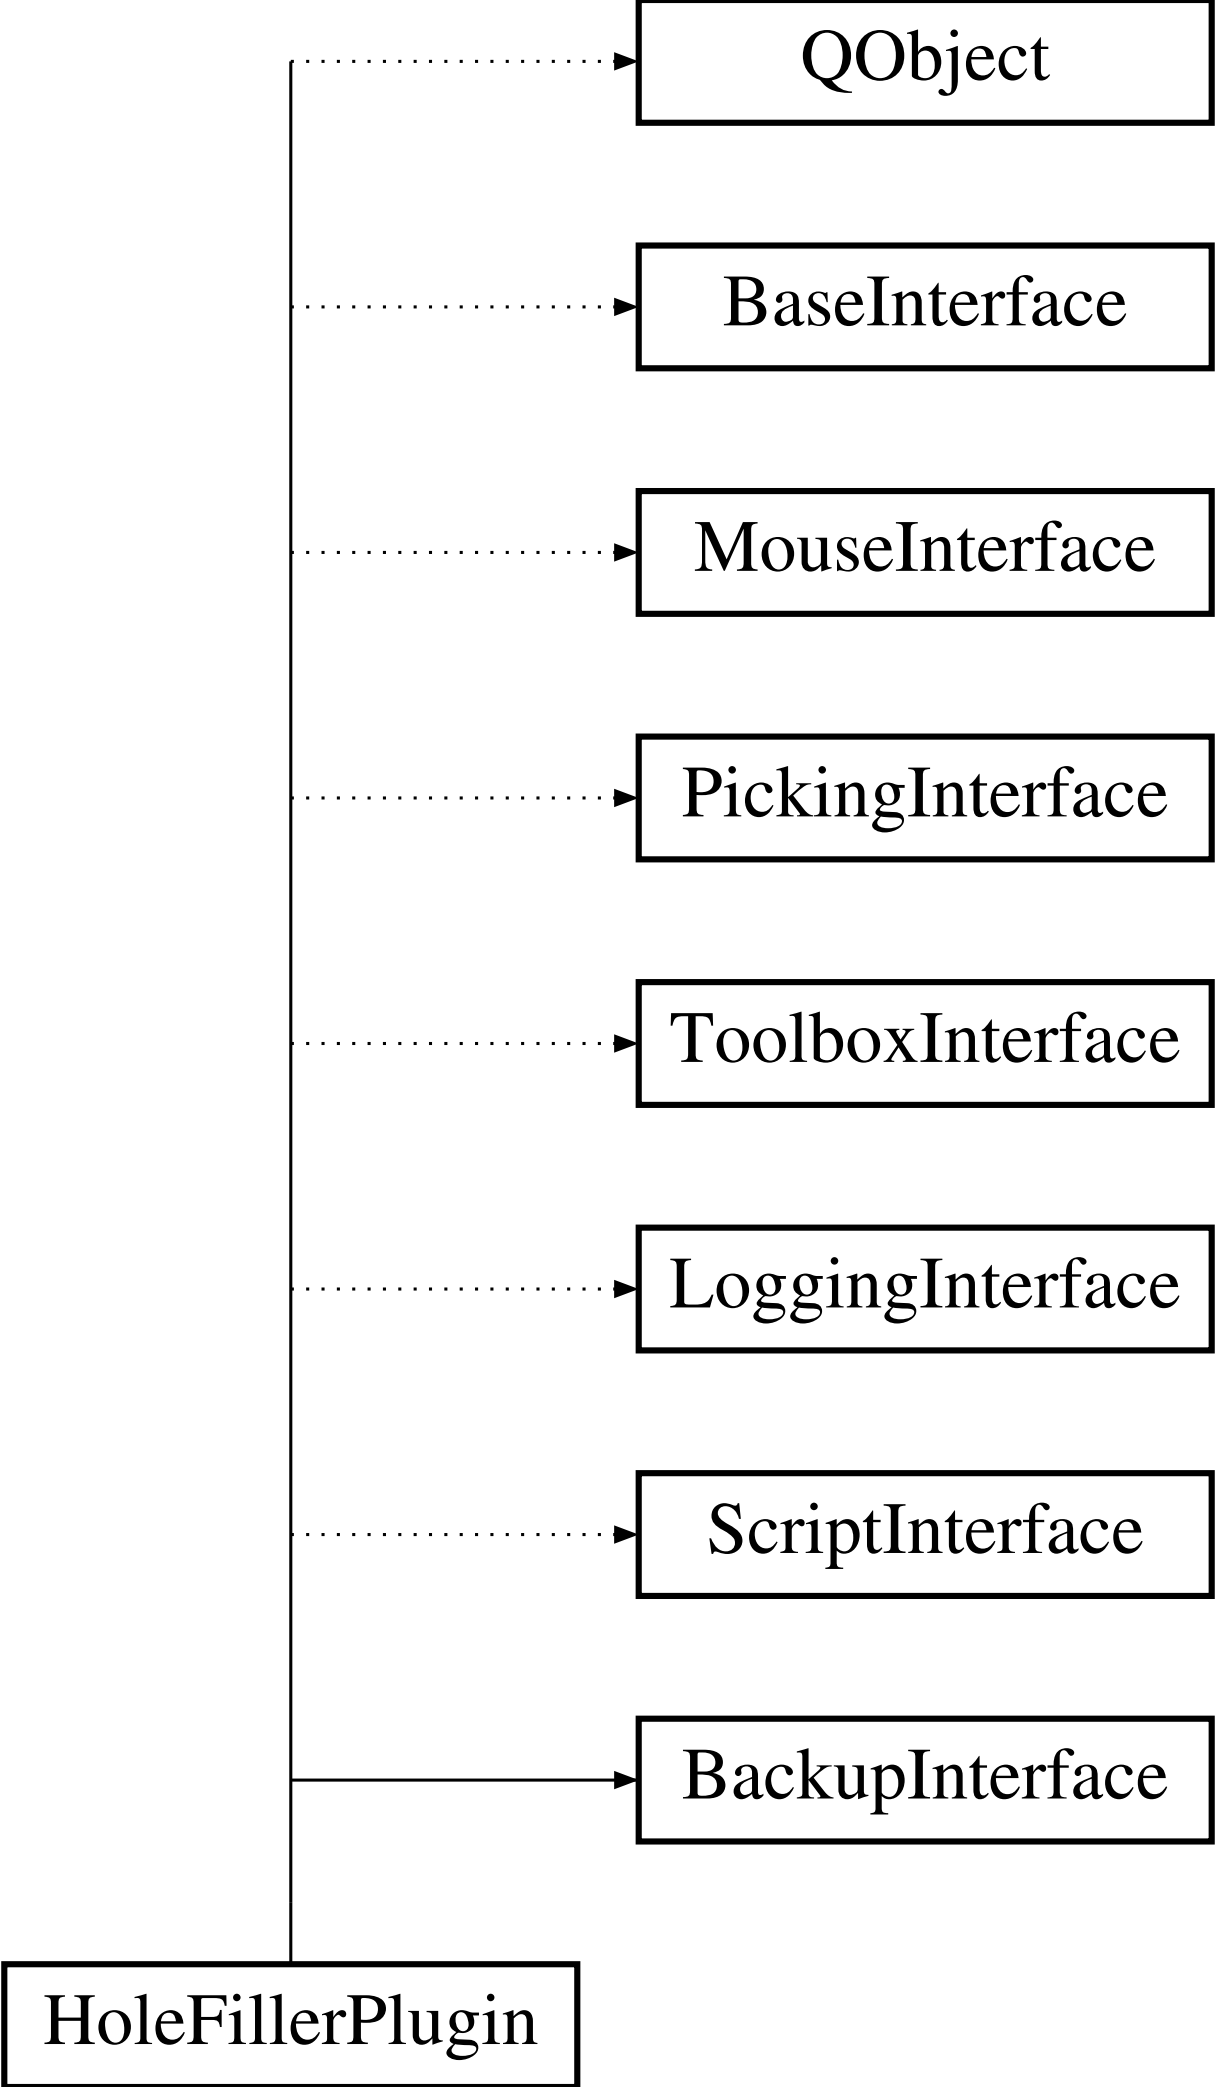 QObject
BaseInterface
MouseInterface
PickingInterface
ToolboxInterface
LoggingInterface
ScriptInterface
BackupInterface
HoleFillerPlugin